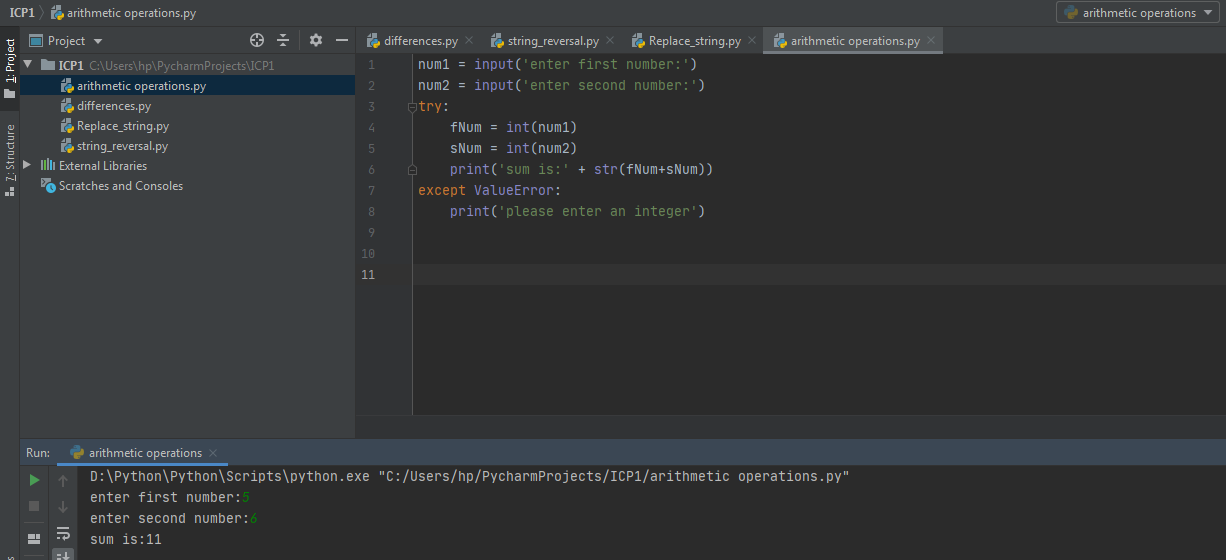 ICP1 arithmetic operations.py
arithmetic operations
1: Project
7: Structure
Project
ICP1 C:\Users\hp\PycharmProjects\ICP1
arithmetic operations.py
differences.py
Replace_string.py
string_reversal.py
External Libraries
Scratches and Consoles
differences.py string_reversal.py Replace_string.py arithmetic operations.py
1 num1 = input('enter first number:')
2 num2 = input('enter second number:')
3 try:
4     fNum = int(num1)
5     sNum = int(num2)
6     print('sum is:' + str(fNum+sNum))
7 except ValueError:
8     print('please enter an integer')
9
10
11
Run: arithmetic operations
D:\Python\Python\Scripts\python.exe "C:/Users/hp/PycharmProjects/ICP1/arithmetic operations.py"
enter first number:5
enter second number:6
sum is:11